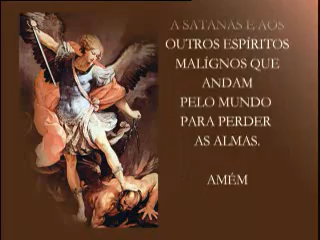 A SATANÁS E AOS
OUTROS ESPÍRITOS
MALÍGNOS QUE
ANDAM
PELO MUNDO
PARA PERDER
AS ALMAS.
AMÉM